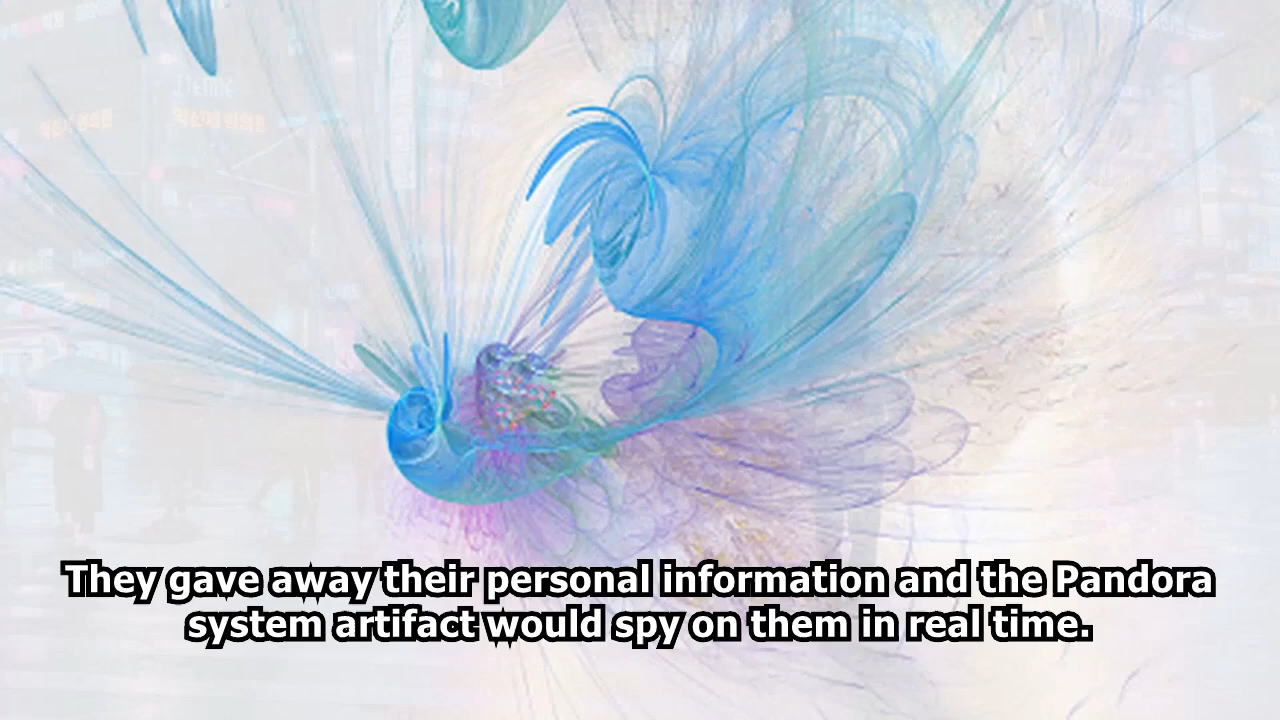 They gave away their personal information and the Pandora
system artifact would spy on them in real time.